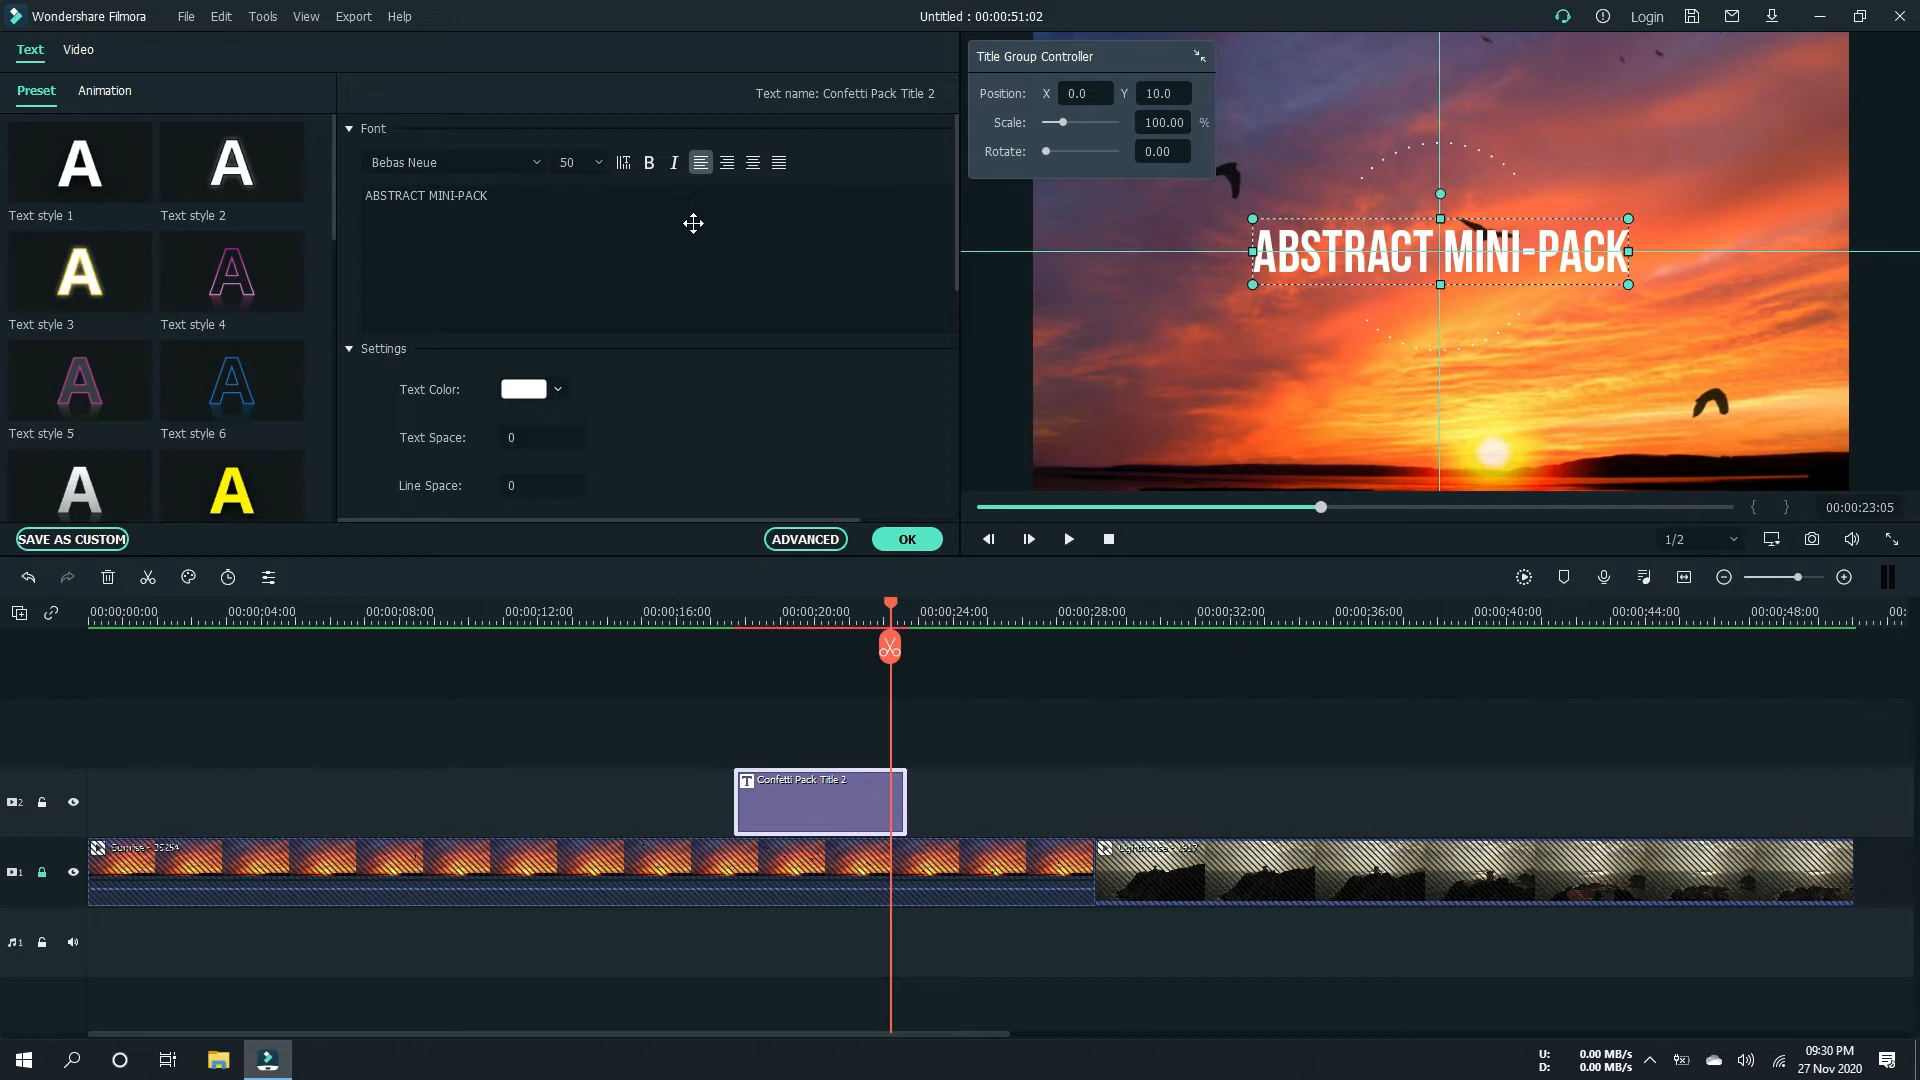 Wondershare Filmora
File Edit Tools View Export Help
Untitled : 00:00:51:02
Login
Text Video
Preset Animation
Text name: Confetti Pack Title 2
Text style 1
Text style 2
Text style 3
Text style 4
Text style 5
Text style 6
Font
Bebas Neue
50
B I
ABSTRACT MINI-PACK
Settings
Text Color:
Text Space: 0
Line Space: 0
SAVE AS CUSTOM
ADVANCED
OK
Title Group Controller
Position: X 0.0 Y 10.0
Scale: 100.00 %
Rotate: 0.00
ABSTRACT MINI-PACK
00:00:23:05
1/2
00:00:00:00 00:00:04:00 00:00:08:00 00:00:12:00 00:00:16:00 00:00:20:00 00:00:24:00 00:00:28:00 00:00:32:00 00:00:36:00 00:00:40:00 00:00:44:00 00:00:48:00 00:
2
T Confetti Pack Title 2
1
Sunrise - 35254
Lighthouse - 1917
1
U: 0.00 MB/s
D: 0.00 MB/s
09:30 PM
27 Nov 2020